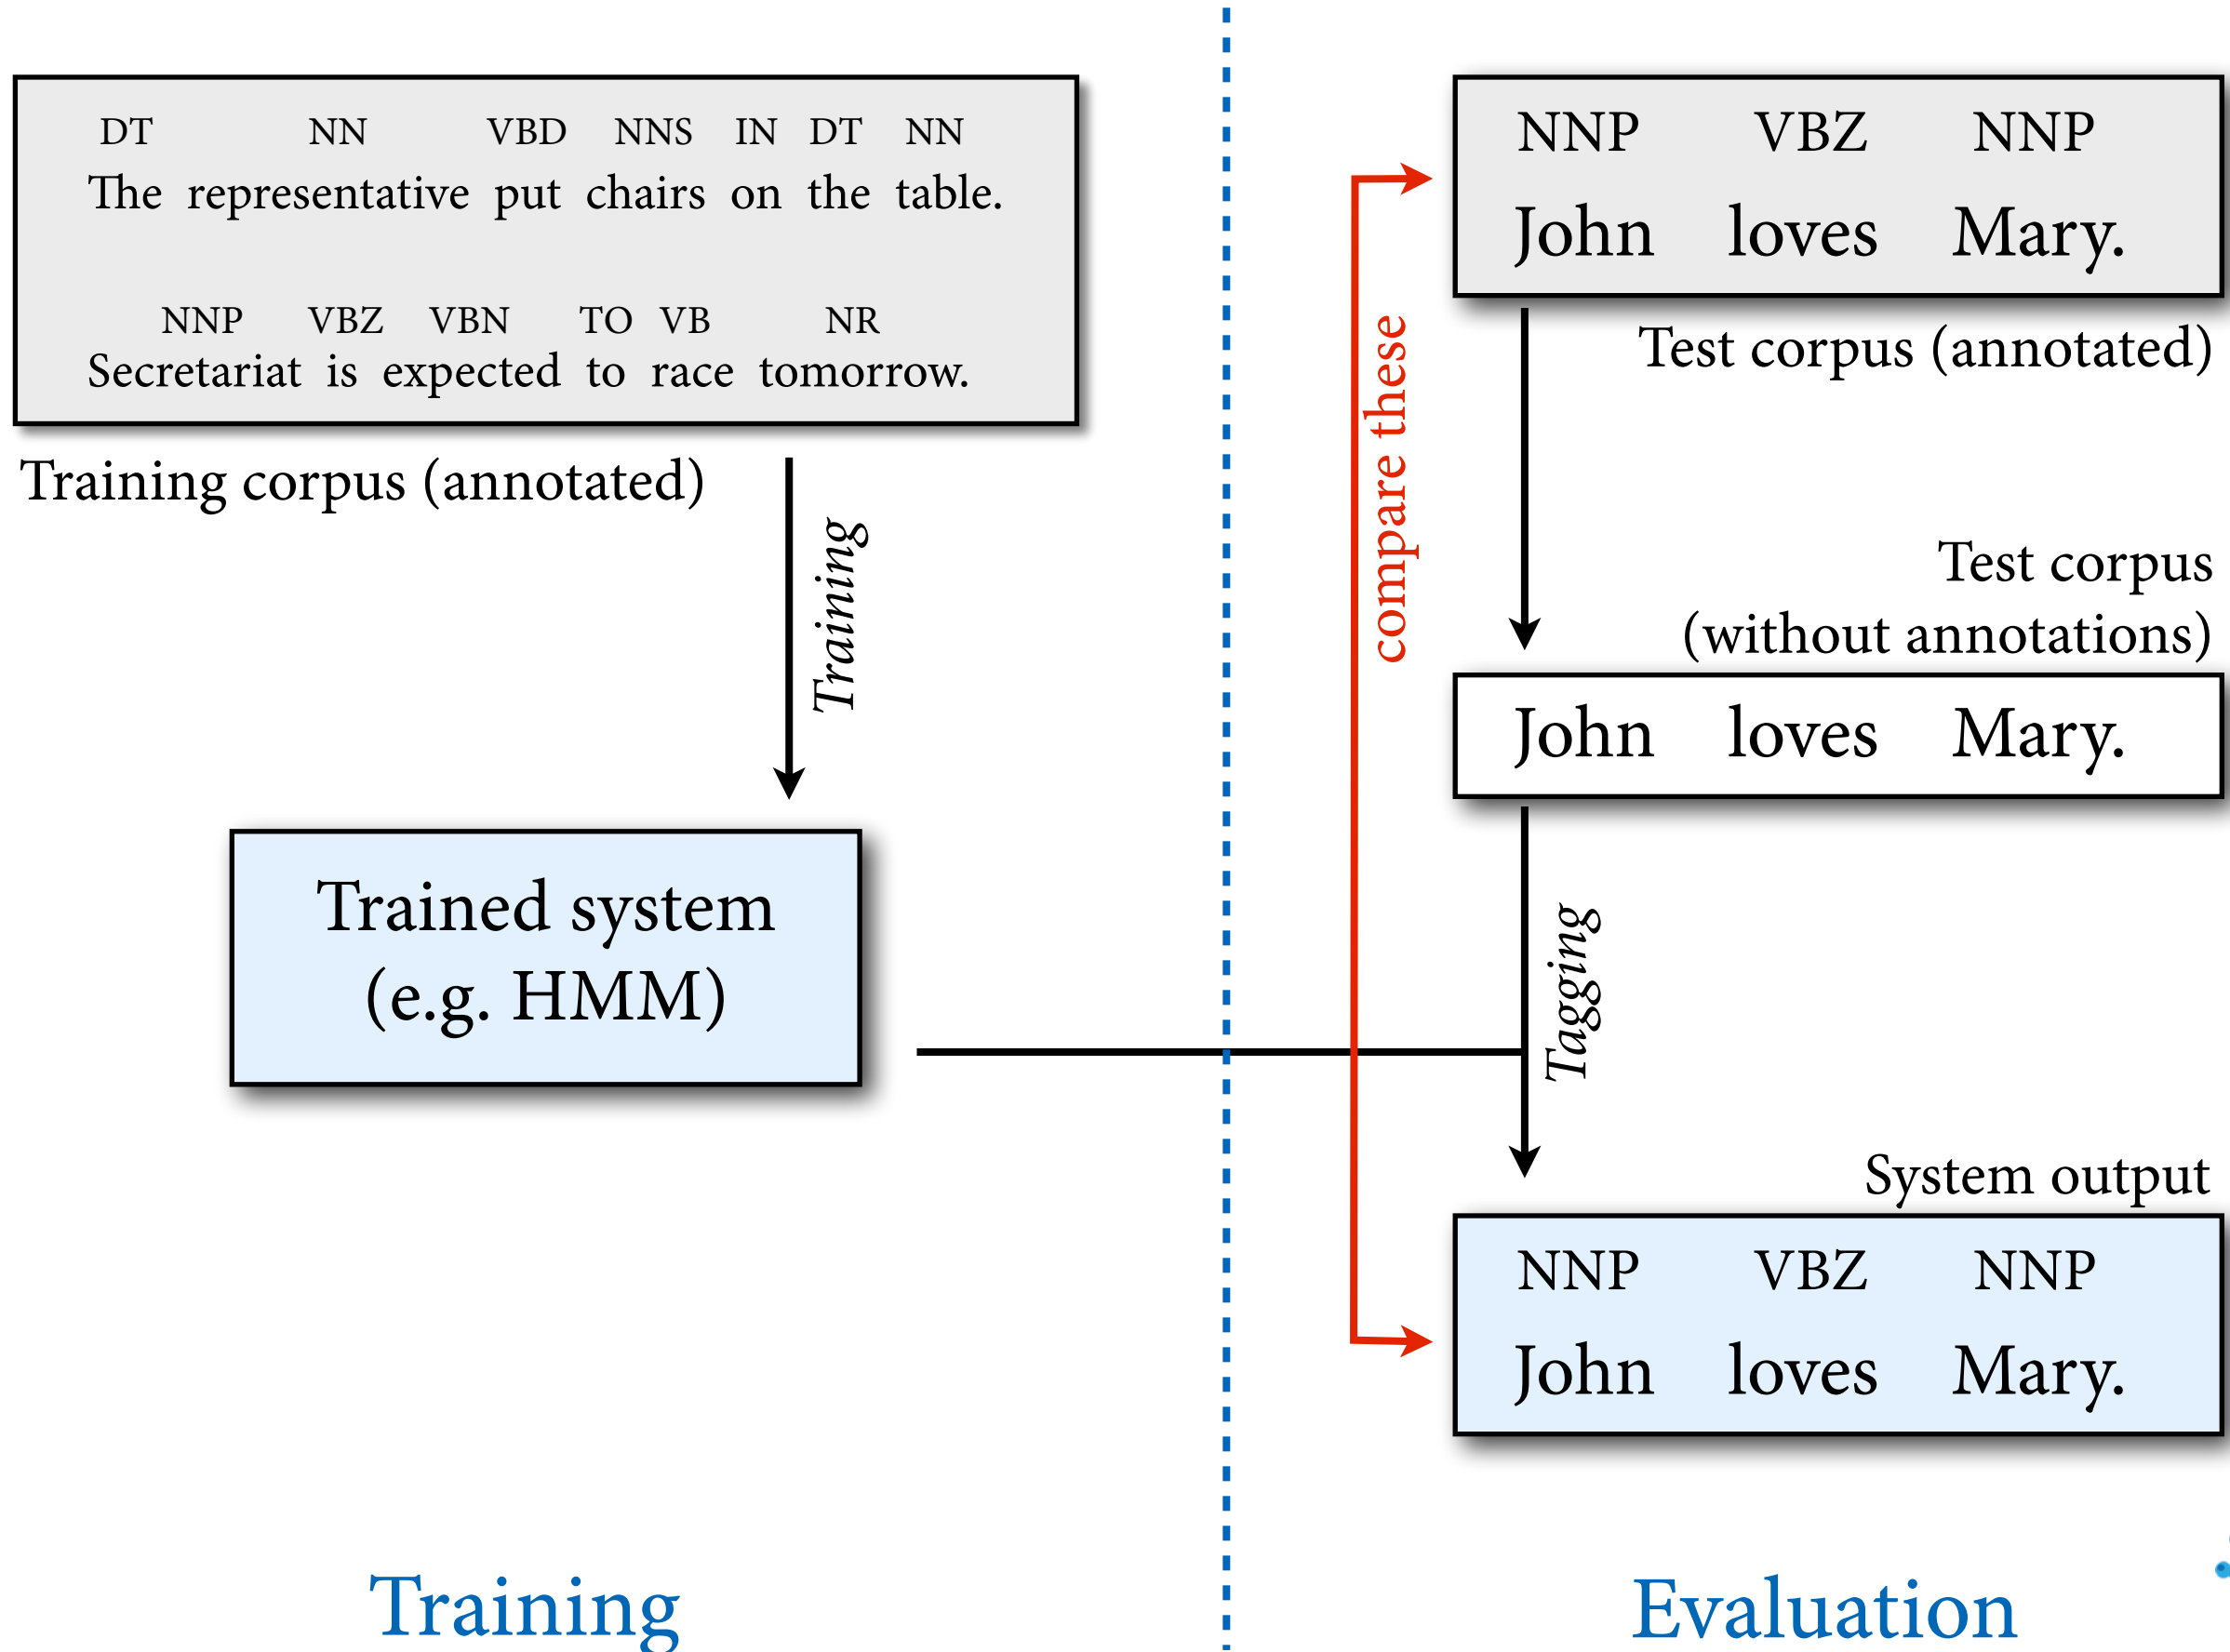 DT NN VBD NNS IN DT NN
The representative put chairs on the table.
NNP VBZ VBN TO VB NR
Secretariat is expected to race tomorrow.
Training corpus (annotated)
Training
Trained system
(e.g. HMM)
Training
NNP VBZ NNP
John loves Mary.
Test corpus (annotated)
compare these
Test corpus
(without annotations)
John loves Mary.
Tagging
System output
NNP VBZ NNP
John loves Mary.
Evaluation